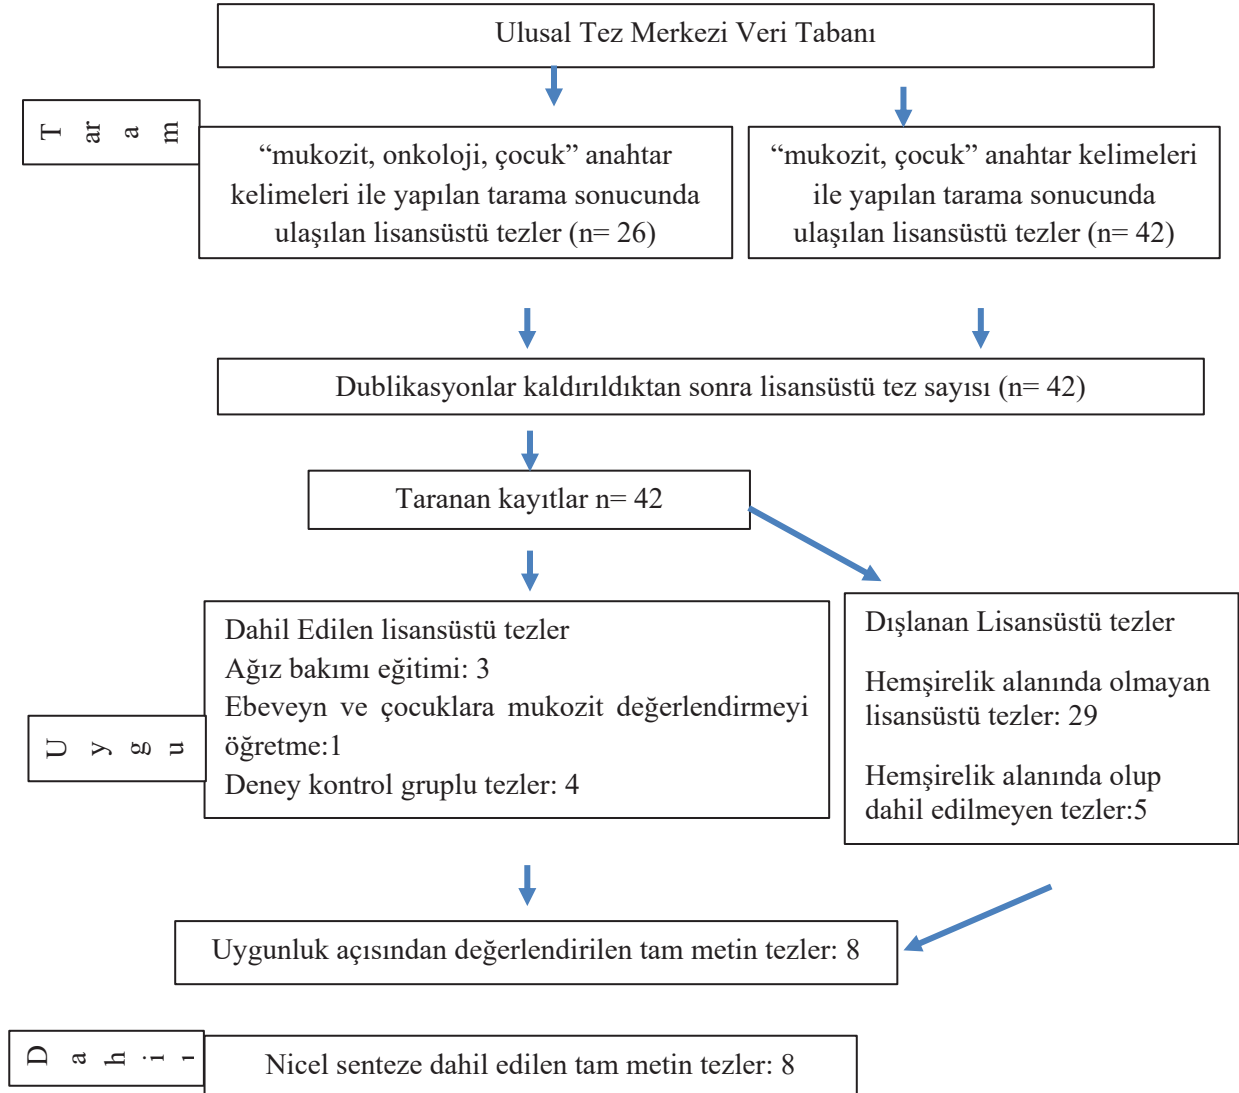 Ulusal Tez Merkezi Veri Tabanı
T ar a m
“mukozit, onkoloji, çocuk” anahtar
kelimeleri ile yapılan tarama sonucunda
ulaşılan lisansüstü tezler (n= 26)
“mukozit, çocuk” anahtar kelimeleri
ile yapılan tarama sonucunda
ulaşılan lisansüstü tezler (n= 42)
Dublikasyonlar kaldırıldıktan sonra lisansüstü tez sayısı (n= 42)
Taranan kayıtlar n= 42
U y gu u
Dahil Edilen lisansüstü tezler
Ağız bakımı eğitimi: 3
Ebeveyn ve çocuklara mukozit değerlendirmeyi
öğretme:1
Deney kontrol gruplu tezler: 4
Dışlanan Lisansüstü tezler
Hemşirelik alanında olmayan
lisansüstü tezler: 29
Hemşirelik alanında olup
dahil edilmeyen tezler:5
Uygunluk açısından değerlendirilen tam metin tezler: 8
D a h i ı
Nicel senteze dahil edilen tam metin tezler: 8